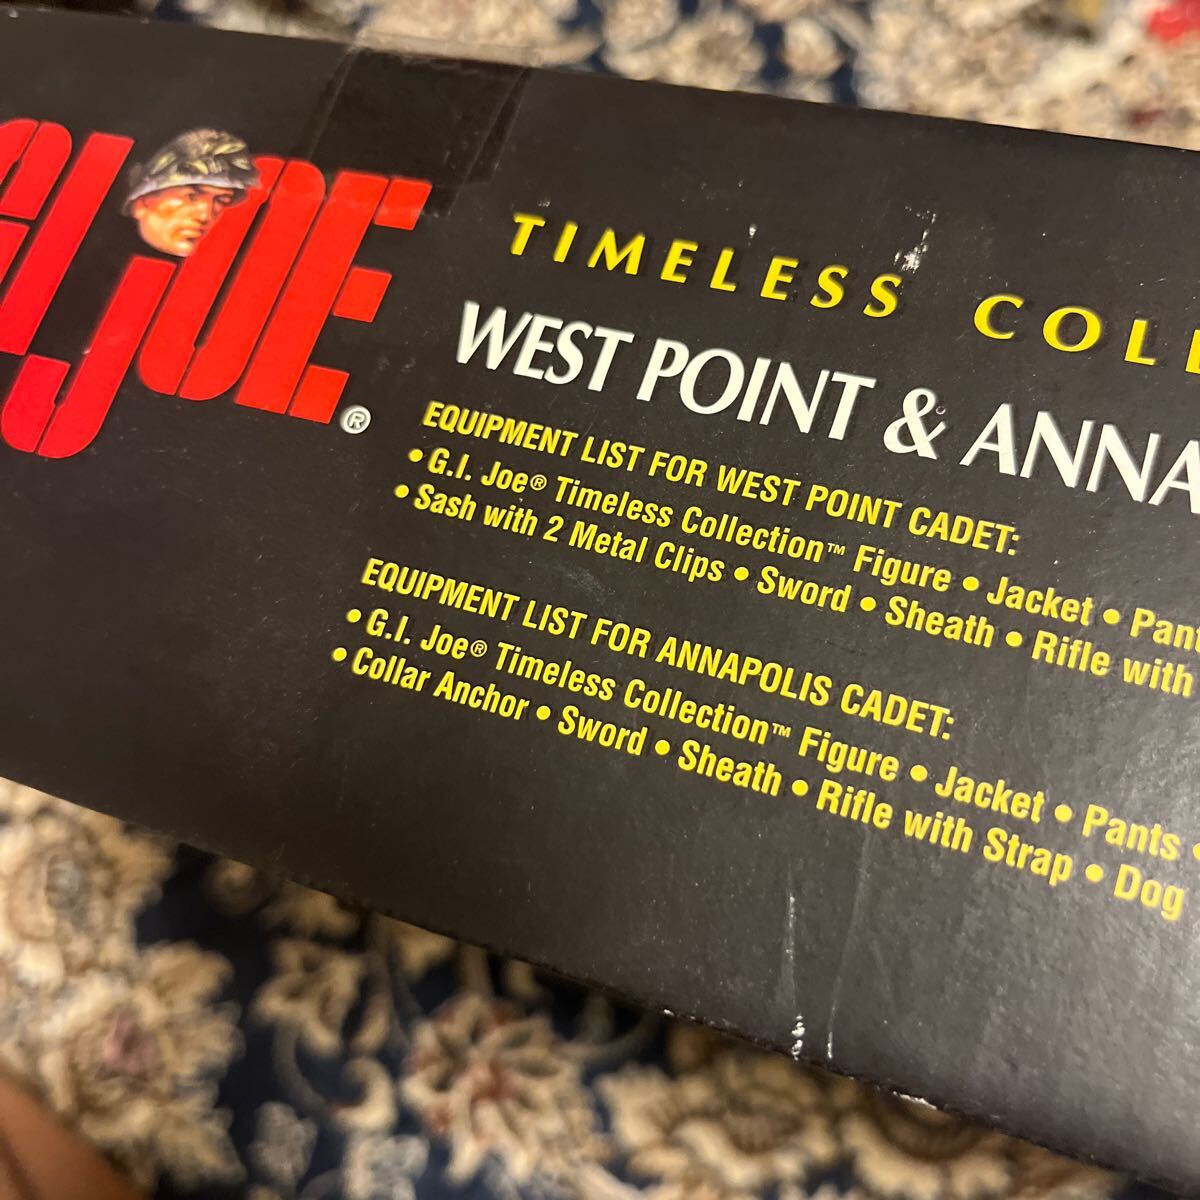 GI JOE®
TIMELESS COLL
WEST POINT & ANNA
EQUIPMENT LIST FOR WEST POINT CADET:
• G.I. Joe® Timeless Collection™ Figure • Jacket • Pan
• Sash with 2 Metal Clips • Sword • Sheath • Rifle with
EQUIPMENT LIST FOR ANNAPOLIS CADET:
• G.I. Joe® Timeless Collection™ Figure • Jacket • Pants •
• Collar Anchor • Sword • Sheath • Rifle with Strap • Dog